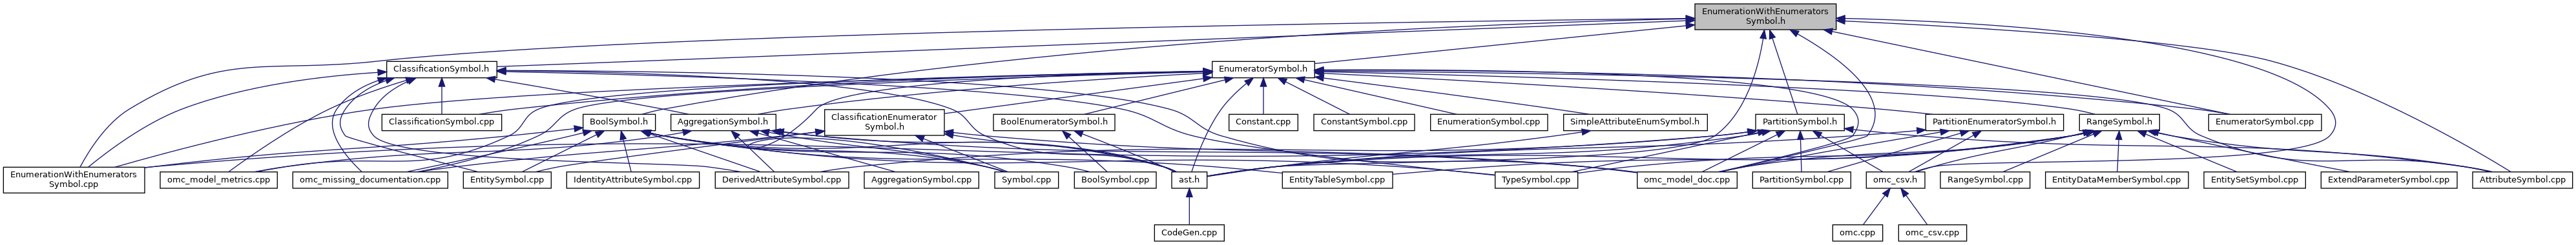 EnumerationWithEnumerators
Symbol.h
ClassificationSymbol.h
EnumeratorSymbol.h
ClassificationSymbol.cpp
BoolSymbol.h
AggregationSymbol.h
ClassificationEnumerator
Symbol.h
BoolEnumeratorSymbol.h
Constant.cpp
ConstantSymbol.cpp
EnumerationSymbol.cpp
SimpleAttributeEnumSymbol.h
PartitionSymbol.h
PartitionEnumeratorSymbol.h
RangeSymbol.h
EnumeratorSymbol.cpp
EnumerationWithEnumerators
Symbol.cpp
omc_model_metrics.cpp
omc_missing_documentation.cpp
EntitySymbol.cpp
IdentityAttributeSymbol.cpp
DerivedAttributeSymbol.cpp
AggregationSymbol.cpp
Symbol.cpp
BoolSymbol.cpp
ast.h
EntityTableSymbol.cpp
TypeSymbol.cpp
omc_model_doc.cpp
PartitionSymbol.cpp
omc_csv.h
RangeSymbol.cpp
EntityDataMemberSymbol.cpp
EntitySetSymbol.cpp
ExtendParameterSymbol.cpp
AttributeSymbol.cpp
CodeGen.cpp
omc.cpp
omc_csv.cpp